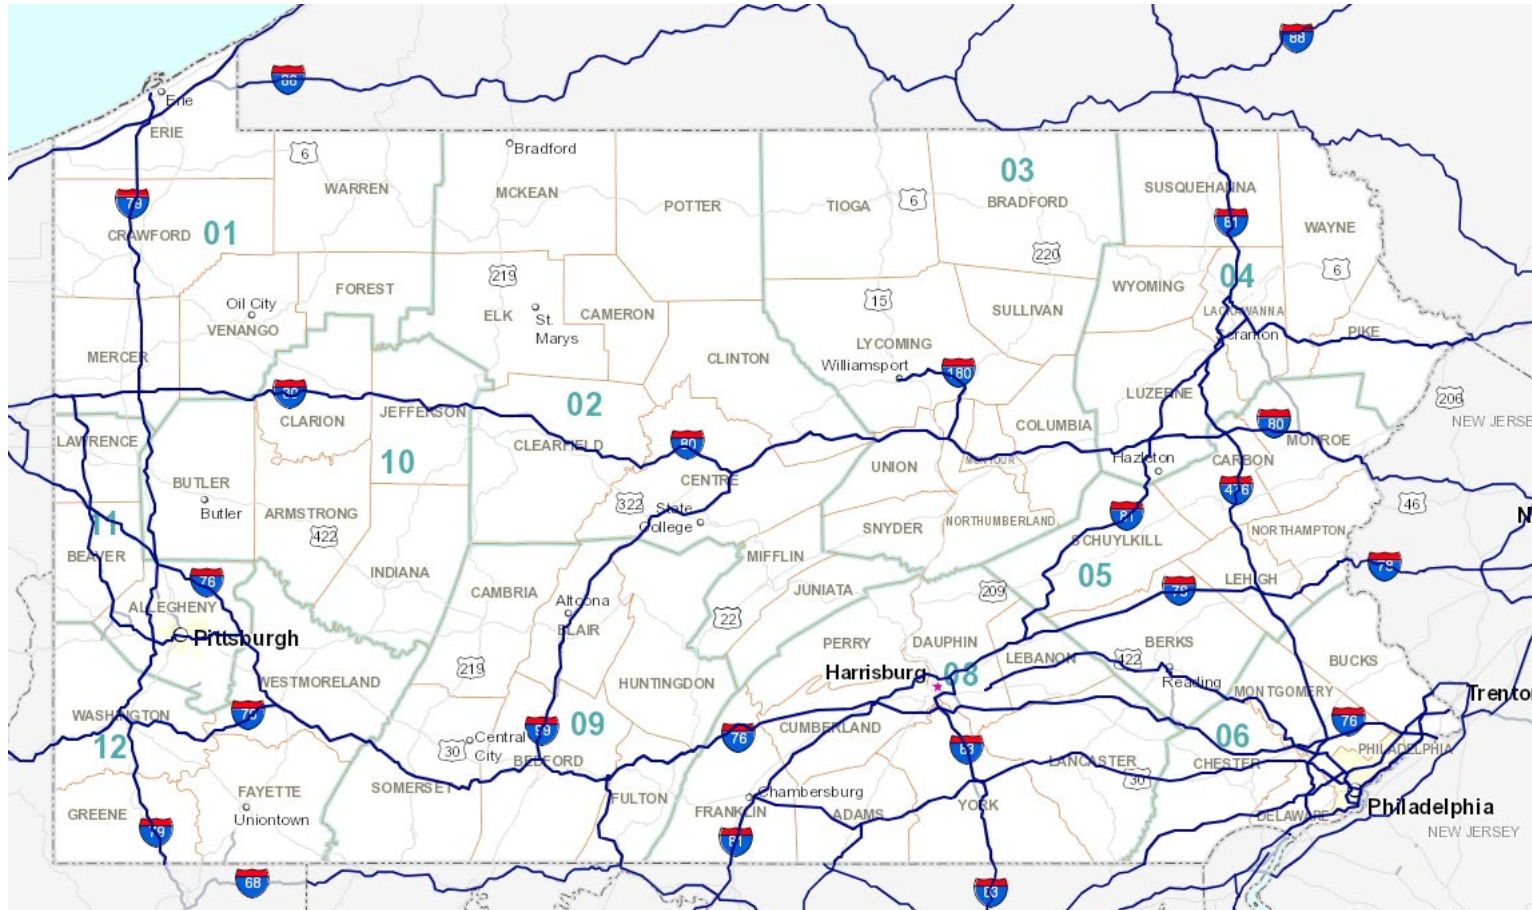 88
86
Erie
ERIE
6
Bradford
03
WARREN
MCKEAN
SUSQUEHANNA
79
POTTER
TIOGA
6
BRADFORD
81
CRAWFORD
01
WAYNE
220
219
6
04
FOREST
WYOMING
Oil City
15
VENANGO
ELK
St.
Marys
CAMERON
SULLIVAN
LACKAWANNA
Scranton
PIKE
MERCER
CLINTON
LYCOMING
Williamsport
180
80
LUZERNE
206
JEFFERSON
02
CLARION
COLUMBIA
80
NEW JERSE
LAWRENCE
CLEARFIELD
80
MONROE
10
UNION
MONTOUR
Hazleton
CARBON
BUTLER
CENTRE
476
Butler
322
State
College
46
11
ARMSTRONG
422
SNYDER
NORTHUMBERLAND
81
NORTHAMPTON
N
BEAVER
MIFFLIN
SCHUYLKILL
INDIANA
76
05
78
CAMBRIA
JUNIATA
209
78
LEHIGH
ALLEGHENY
Altoona
22
Pittsburgh
BLAIR
PERRY
DAUPHIN
BERKS
219
LEBANON
422
BUCKS
Harrisburg
08
WESTMORELAND
HUNTINGDON
Reading
MONTGOMERY
Trento
WASHINGTON
76
99
09
CUMBERLAND
76
76
12
30
Central
City
83
06
PHILADELPHIA
BEDFORD
LANCASTER
CHESTER
30
FAYETTE
SOMERSET
FULTON
Chambersburg
YORK
Philadelphia
GREENE
Uniontown
FRANKLIN
ADAMS
DELAWARE
79
81
NEW JERSEY
68
83